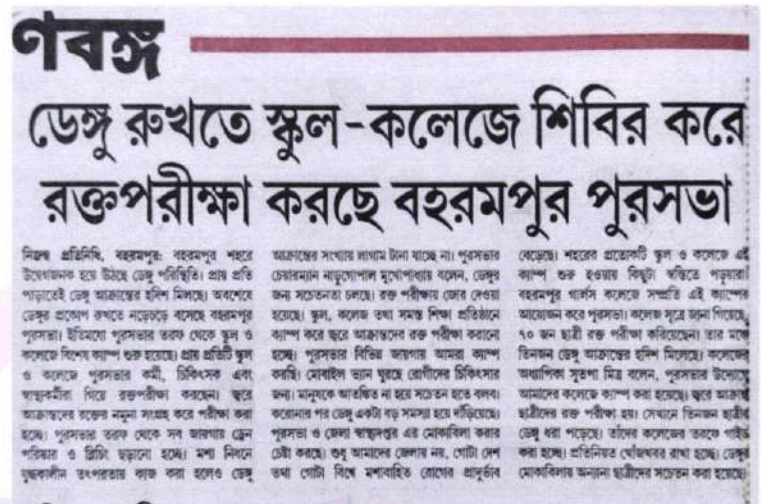 ণবঙ্গ
ডেঙ্গু রুখতে স্কুল-কলেজে শিবির করে
রক্তপরীক্ষা করছে বহরমপুর পুরসভা
নিজস্ব প্রতিনিধি, বহরমপুর: বহরমপুর শহরে
উদ্বেগজনক হয়ে উঠছে ডেঙ্গু পরিস্থিতি। প্রায় প্রতি
পাড়াতেই ডেঙ্গু আক্রান্তের হদিশ মিলছে। অবশেষে
ডেঙ্গুর প্রকোপ রুখতে নড়েচড়ে বসেছে বহরমপুর
পুরসভা। ইতিমধ্যে পুরসভার তরফ থেকে স্কুল ও
কলেজে বিশেষ ক্যাম্প শুরু হয়েছে। প্রায় প্রতিটি স্কুল
ও কলেজে পুরসভার কর্মী, চিকিৎসক এবং
স্বাস্থ্যকর্মীরা গিয়ে রক্তপরীক্ষা করছেন। জ্বরে
আক্রান্তদের রক্তের নমুনা সংগ্রহ করে পরীক্ষা করা
হচ্ছে। পুরসভার তরফ থেকে সব জায়গায় ড্রেন
পরিষ্কার ও ব্লিচিং ছড়ানো হচ্ছে। মশা নিধনে
যুদ্ধকালীন তৎপরতায় কাজ করা হলেও ডেঙ্গু
আক্রান্তের সংখ্যায় লাগাম টানা যাচ্ছে না। পুরসভার
চেয়ারম্যান নাড়ুগোপাল মুখোপাধ্যায় বলেন, ডেঙ্গুর
জন্য সচেতনতা চলছে। রক্ত পরীক্ষায় জোর দেওয়া
হয়েছে। স্কুল, কলেজ তথা সমস্ত শিক্ষা প্রতিষ্ঠানে
ক্যাম্প করে জ্বরে আক্রান্তদের রক্ত পরীক্ষা করানো
হচ্ছে। পুরসভার বিভিন্ন জায়গায় আমরা ক্যাম্প
করছি। মোবাইল ভ্যান ঘুরছে রোগীদের চিকিৎসার
জন্য। মানুষকে আতঙ্কিত না হয়ে সচেতন হতে বলব।
করোনার পর ডেঙ্গু একটা বড় সমস্যা হয়ে দাঁড়িয়েছে।
পুরসভা ও জেলা স্বাস্থ্যদপ্তর এর মোকাবিলা করার
চেষ্টা করছে। শুধু আমাদের জেলায় নয়, গোটা দেশ
তথা গোটা বিশ্বে মশাবাহিত রোগের প্রাদুর্ভাব
বেড়েছে। শহরের প্রত্যেকটি স্কুল ও কলেজে এই
ক্যাম্প শুরু হওয়ায় কিছুটা স্বস্তিতে পড়ুয়ারা।
বহরমপুর গার্লস কলেজে সম্প্রতি এই ক্যাম্পের
আয়োজন করে পুরসভা। কলেজ সূত্রে জানা গিয়েছে,
৭০ জন ছাত্রী রক্ত পরীক্ষা করিয়েছেন। তার মধ্যে
তিনজন ডেঙ্গু আক্রান্তের হদিশ মিলেছে। কলেজের
অধ্যাপিকা সুতপা মিত্র বলেন, পুরসভার উদ্যোগে
আমাদের কলেজে ক্যাম্প করা হয়েছে। জ্বরে আক্রান্ত
ছাত্রীদের রক্ত পরীক্ষা হয়। সেখানে তিনজন ছাত্রীর
ডেঙ্গু ধরা পড়েছে। তাঁদের কলেজের তরফে গাইড
করা হচ্ছে। প্রতিনিয়ত খোঁজখবর রাখা হচ্ছে। ডেঙ্গুর
মোকাবিলায় অন্যান্য ছাত্রীদের সচেতন করা হয়েছে।